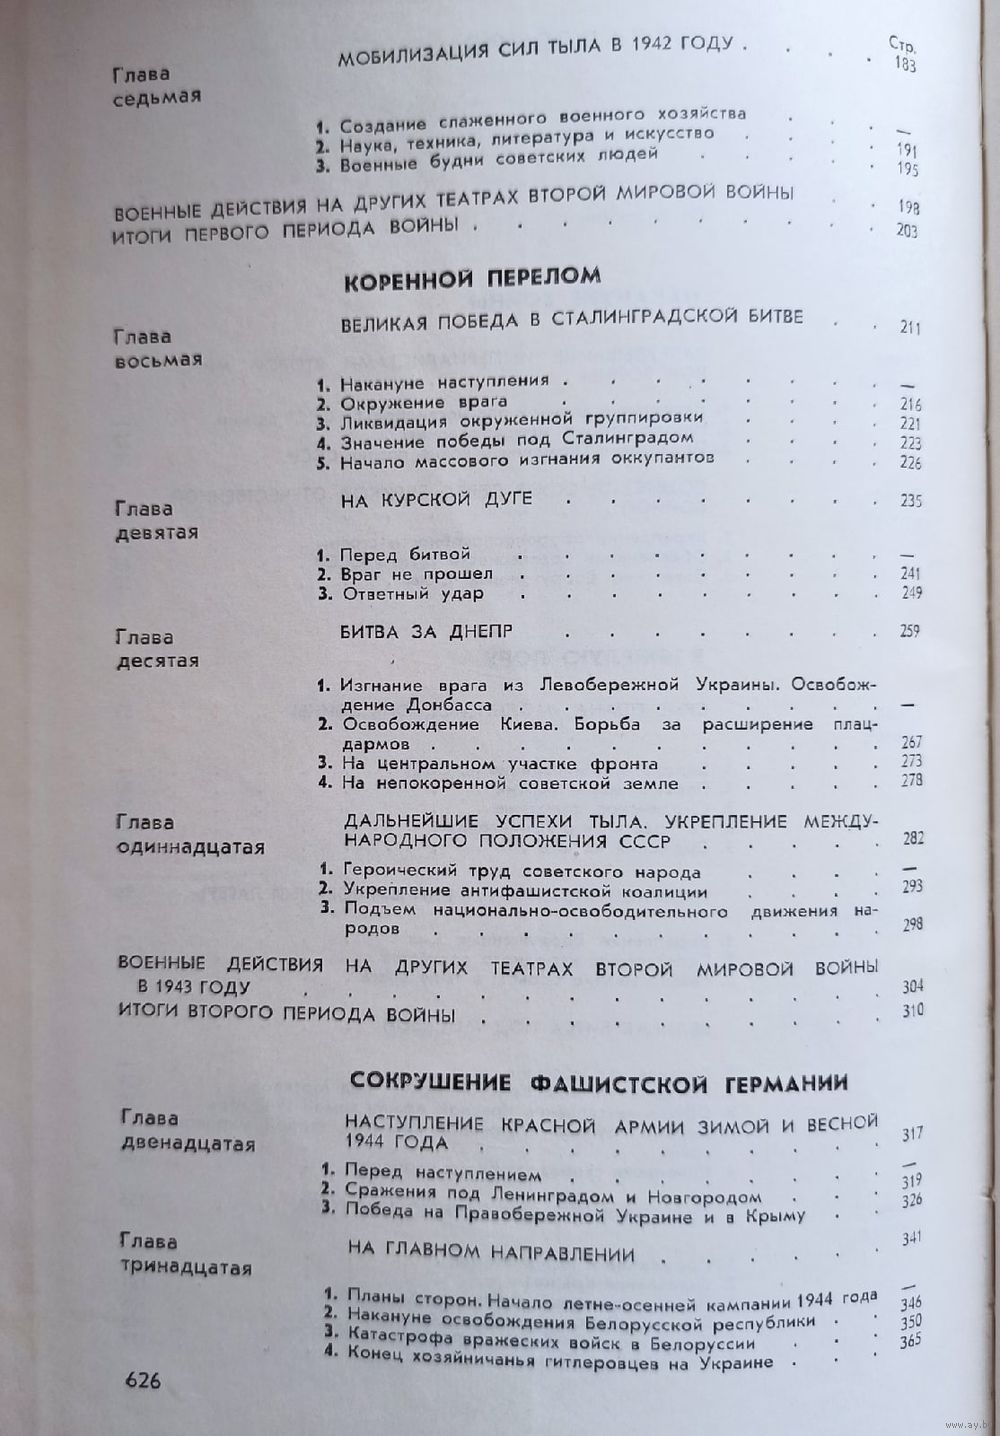 Стр.
Глава
седьмая
МОБИЛИЗАЦИЯ СИЛ ТЫЛА В 1942 ГОДУ . . . . 183
1. Создание слаженного военного хозяйства . . . —
2. Наука, техника, литература и искусство . . . . 191
3. Военные будни советских людей . . . . . 195
ВОЕННЫЕ ДЕЙСТВИЯ НА ДРУГИХ ТЕАТРАХ ВТОРОЙ МИРОВОЙ ВОЙНЫ . . 198
ИТОГИ ПЕРВОГО ПЕРИОДА ВОЙНЫ . . . . . . . . . . 203
КОРЕННОЙ ПЕРЕЛОМ
Глава
восьмая
ВЕЛИКАЯ ПОБЕДА В СТАЛИНГРАДСКОЙ БИТВЕ . . 211
1. Накануне наступления . . . . . . . . —
2. Окружение врага . . . . . . . . 216
3. Ликвидация окруженной группировки . . . . 221
4. Значение победы под Сталинградом . . . . 223
5. Начало массового изгнания оккупантов . . . . 226
Глава
девятая
НА КУРСКОЙ ДУГЕ . . . . . . . . 235
1. Перед битвой . . . . . . . . . —
2. Враг не прошел . . . . . . . . . 241
3. Ответный удар . . . . . . . . . 249
Глава
десятая
БИТВА ЗА ДНЕПР . . . . . . . . 259
1. Изгнание врага из Левобережной Украины. Освобож-
дение Донбасса . . . . . . . . . —
2. Освобождение Киева. Борьба за расширение плац-
дармов . . . . . . . . . . . 267
3. На центральном участке фронта . . . . . 273
4. На непокоренной советской земле . . . . . 278
Глава
одиннадцатая
ДАЛЬНЕЙШИЕ УСПЕХИ ТЫЛА. УКРЕПЛЕНИЕ МЕЖДУ-
НАРОДНОГО ПОЛОЖЕНИЯ СССР . . . . . 282
1. Героический труд советского народа . . . . —
2. Укрепление антифашистской коалиции . . . . 293
3. Подъем национально-освободительного движения на-
родов . . . . . . . . . . . 298
ВОЕННЫЕ ДЕЙСТВИЯ НА ДРУГИХ ТЕАТРАХ ВТОРОЙ МИРОВОЙ ВОЙНЫ
В 1943 ГОДУ . . . . . . . . . . . . . . 304
ИТОГИ ВТОРОГО ПЕРИОДА ВОЙНЫ . . . . . . . . . . 310
СОКРУШЕНИЕ ФАШИСТСКОЙ ГЕРМАНИИ
Глава
двенадцатая
НАСТУПЛЕНИЕ КРАСНОЙ АРМИИ ЗИМОЙ И ВЕСНОЙ
1944 ГОДА . . . . . . . . . . 317
1. Перед наступлением . . . . . . . . —
2. Сражения под Ленинградом и Новгородом . . . 319
3. Победа на Правобережной Украине и в Крыму . . 326
Глава
тринадцатая
НА ГЛАВНОМ НАПРАВЛЕНИИ . . . . . . 341
1. Планы сторон. Начало летне-осенней кампании 1944 года —
2. Накануне освобождения Белорусской республики . . 346
3. Катастрофа вражеских войск в Белоруссии . . . 350
4. Конец хозяйничанья гитлеровцев на Украине . . . 365
626
www.ay.by